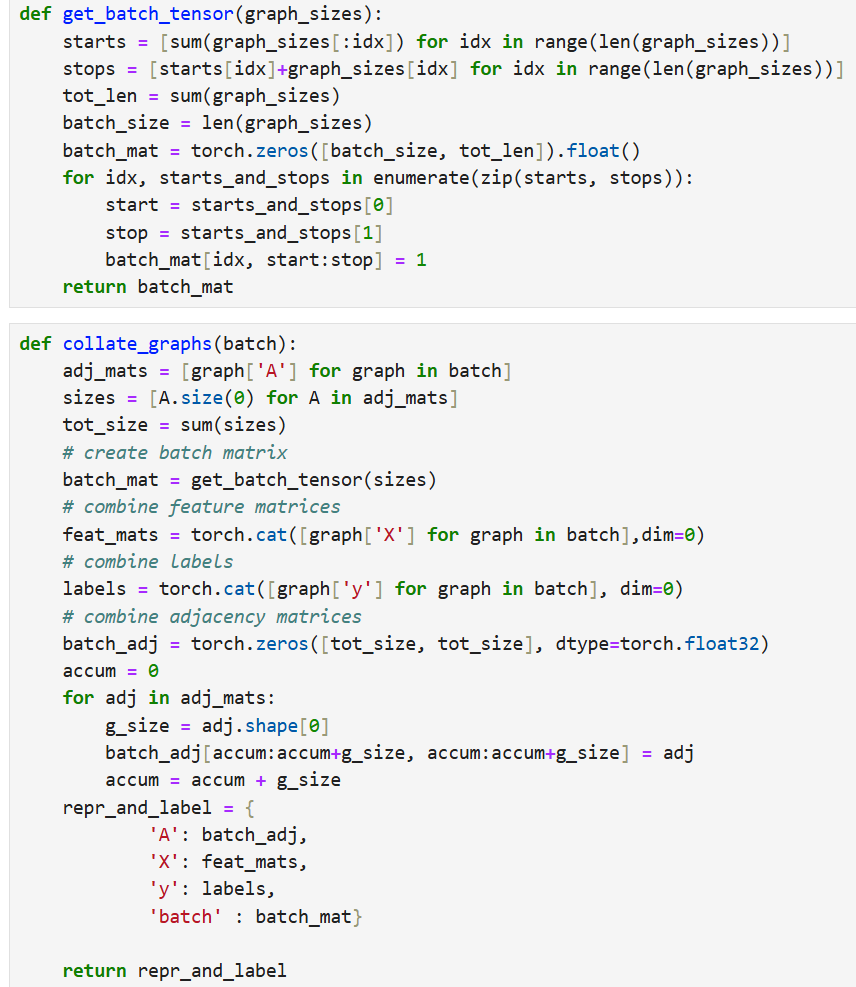 def get_batch_tensor(graph_sizes):
    starts = [sum(graph_sizes[:idx]) for idx in range(len(graph_sizes))]
    stops = [starts[idx]+graph_sizes[idx] for idx in range(len(graph_sizes))]
    tot_len = sum(graph_sizes)
    batch_size = len(graph_sizes)
    batch_mat = torch.zeros([batch_size, tot_len]).float()
    for idx, starts_and_stops in enumerate(zip(starts, stops)):
        start = starts_and_stops[0]
        stop = starts_and_stops[1]
        batch_mat[idx, start:stop] = 1
    return batch_mat
def collate_graphs(batch):
    adj_mats = [graph['A'] for graph in batch]
    sizes = [A.size(0) for A in adj_mats]
    tot_size = sum(sizes)
    # create batch matrix
    batch_mat = get_batch_tensor(sizes)
    # combine feature matrices
    feat_mats = torch.cat([graph['X'] for graph in batch],dim=0)
    # combine labels
    labels = torch.cat([graph['y'] for graph in batch], dim=0)
    # combine adjacency matrices
    batch_adj = torch.zeros([tot_size, tot_size], dtype=torch.float32)
    accum = 0
    for adj in adj_mats:
        g_size = adj.shape[0]
        batch_adj[accum:accum+g_size, accum:accum+g_size] = adj
        accum = accum + g_size
    repr_and_label = {
            'A': batch_adj,
            'X': feat_mats,
            'y': labels,
            'batch' : batch_mat}
    return repr_and_label